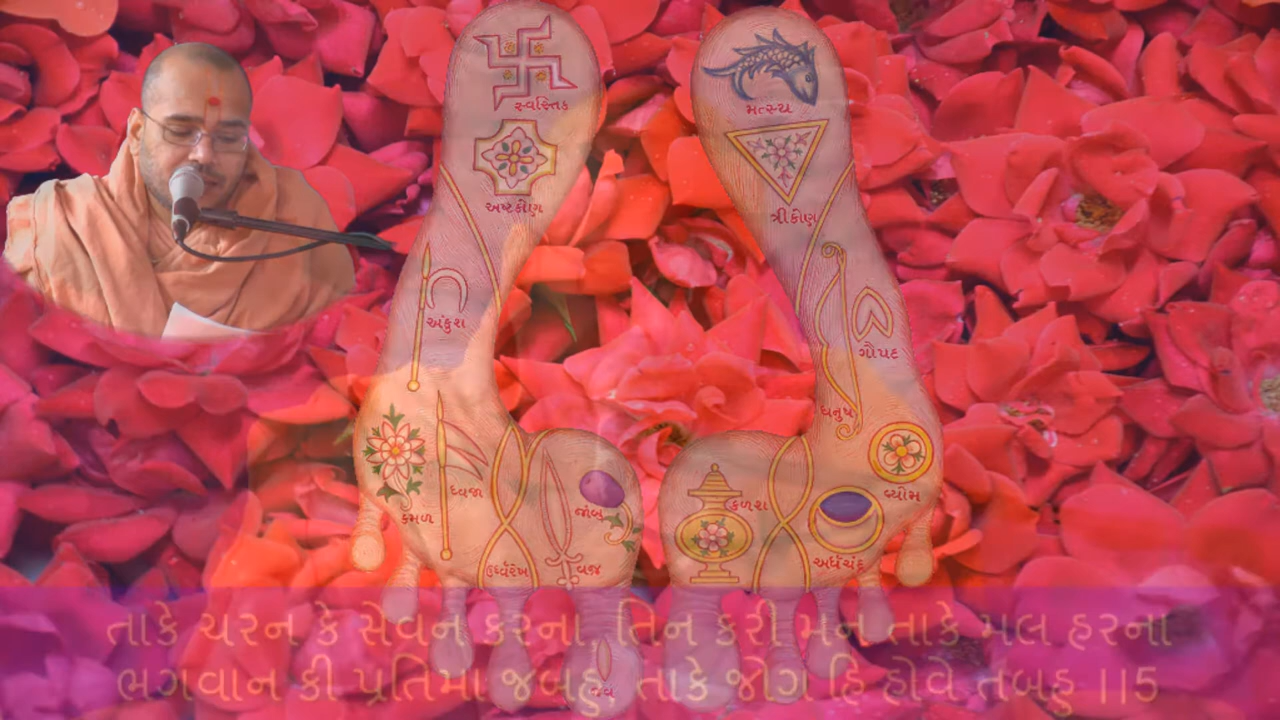 સ્વસ્તિક
અષ્ટકોણ
અંકુશ
કમળ
ધ્વજા
ઉર્ધ્વરેખ
વજ્ર
જાંબુ
જવ
મત્સ્ય
ત્રીકોણ
ગૌપદ
ધનુષ
વ્યોમ
કળશ
અર્ધચંદ્ર
તાકે ચરન કે સેવન કરના, તિન કરી મન તાકે મલ હરના
ભગવાન કી પ્રતિમા જબહુ, તાકે જોગ હિ હોવે તબહુ ।।5